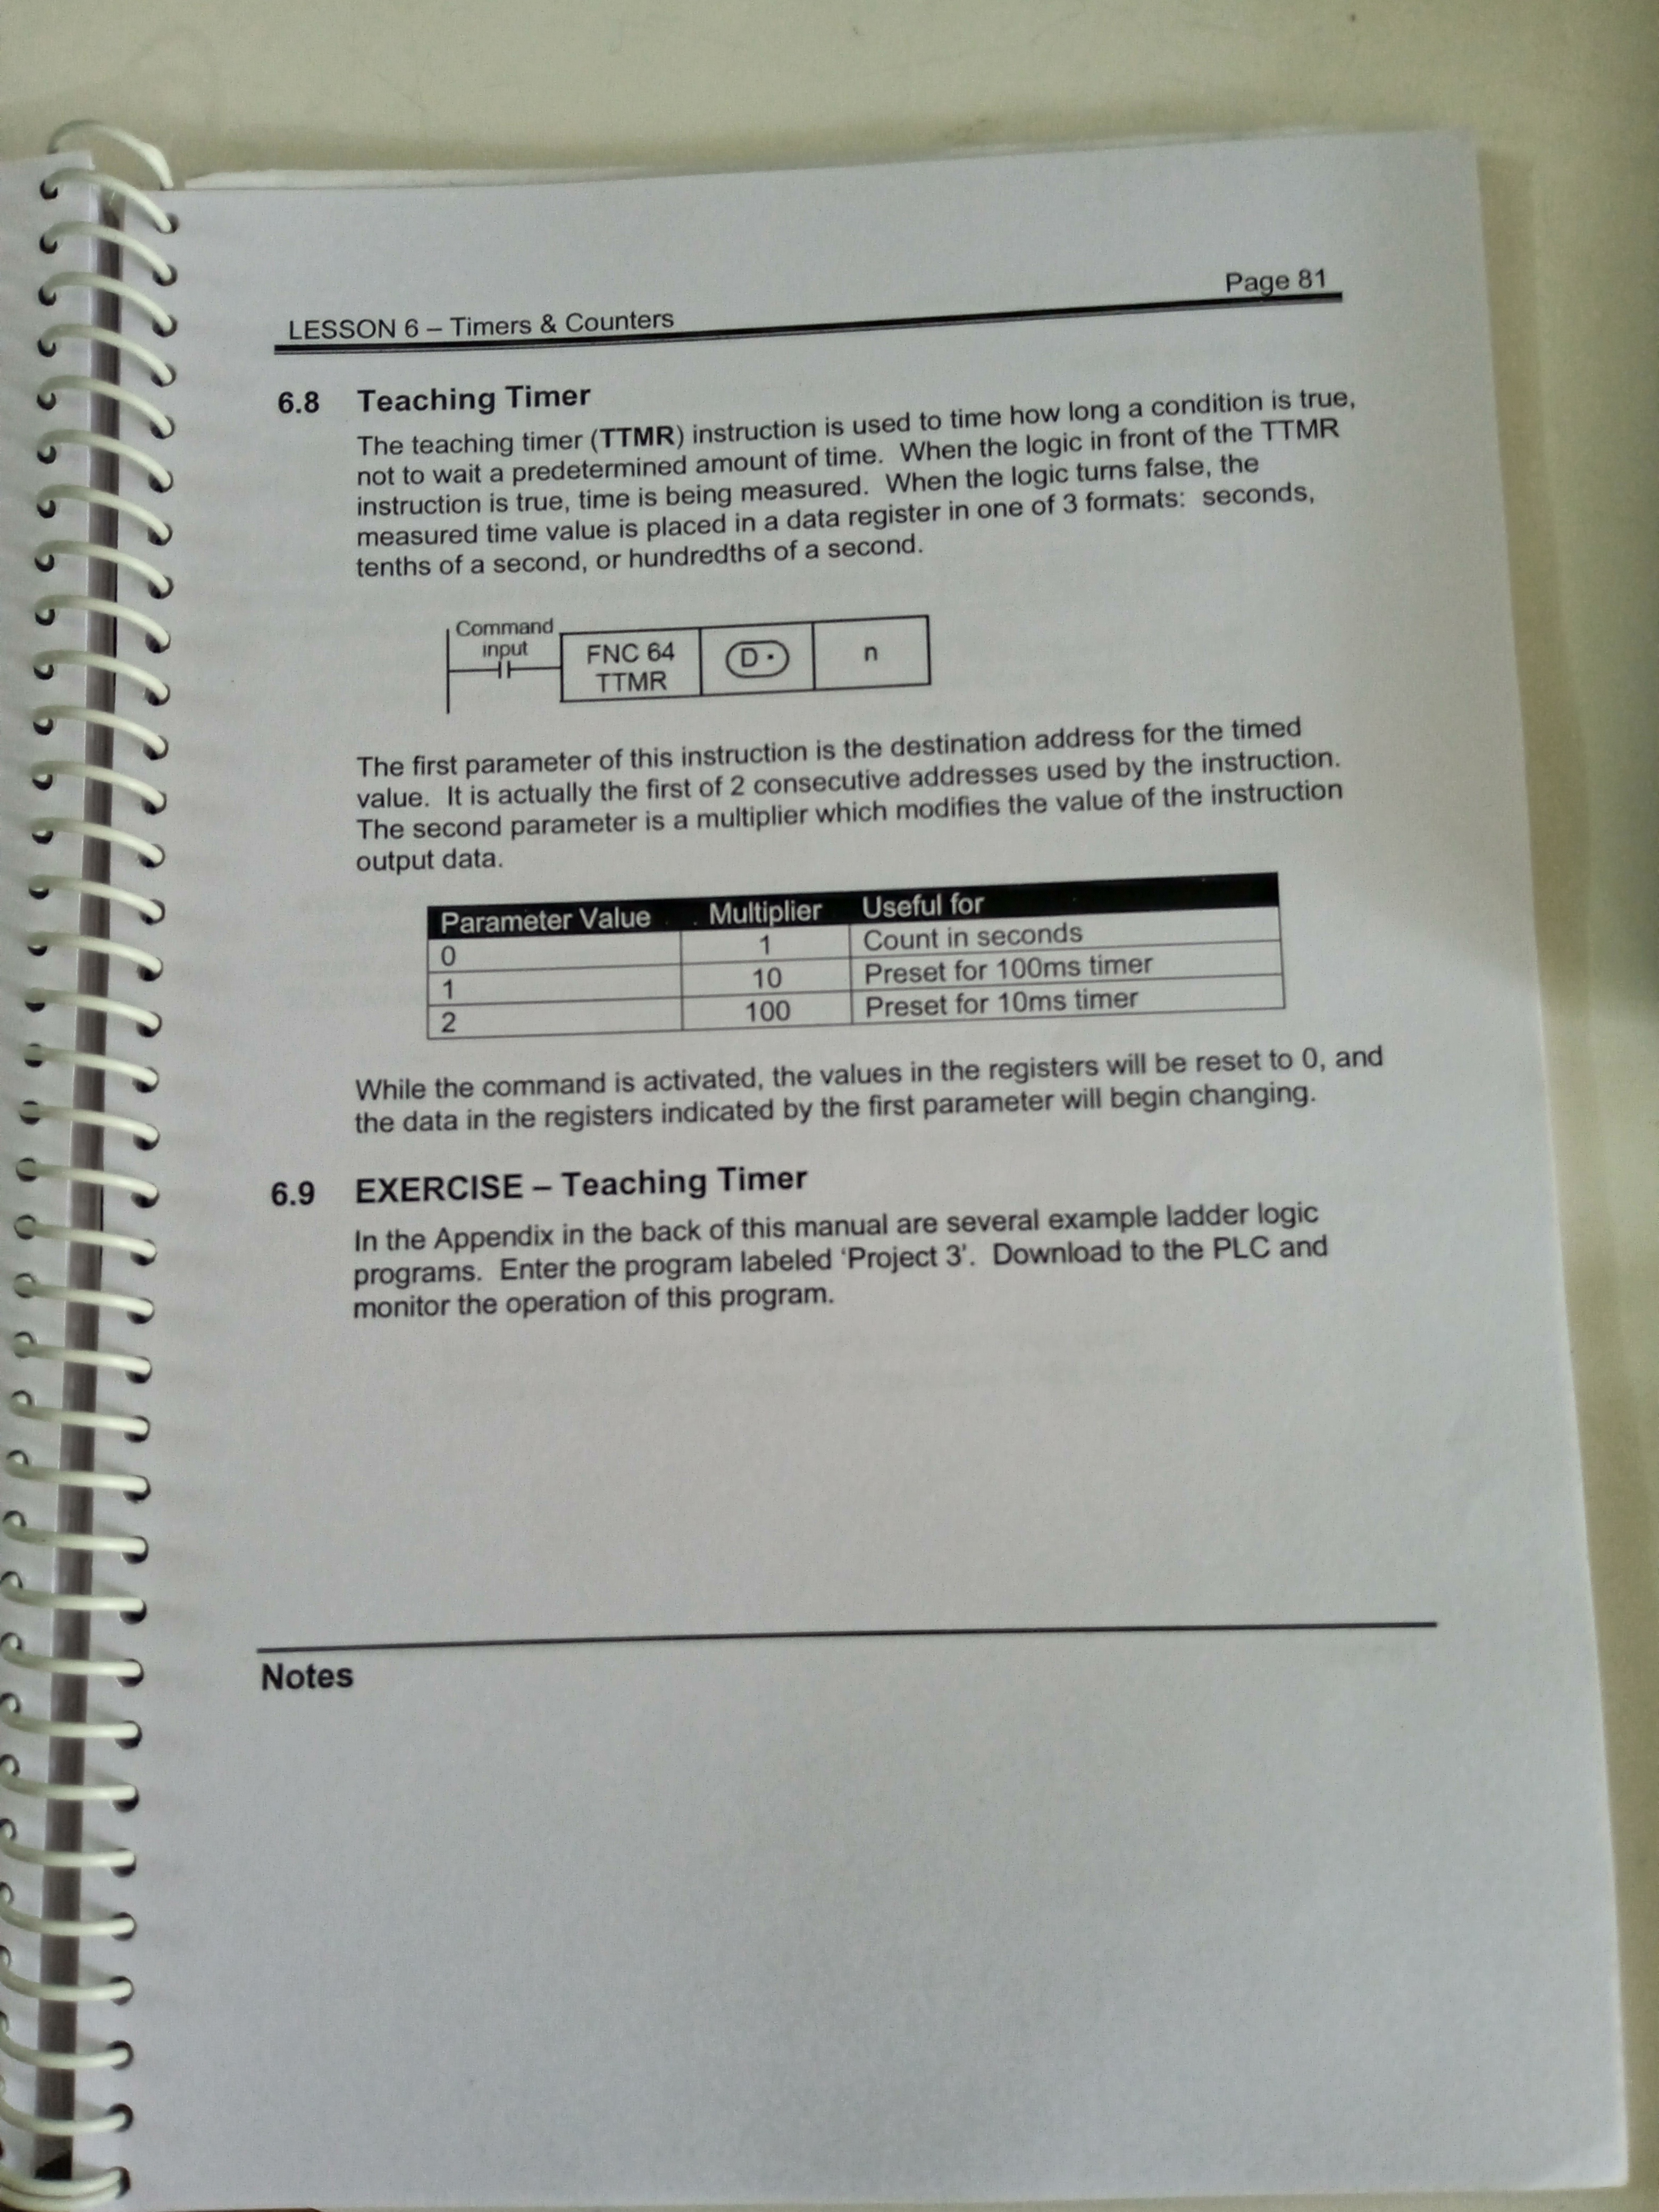 Page 81
LESSON 6 – Timers & Counters
6.8 Teaching Timer
The teaching timer (TTMR) instruction is used to time how long a condition is true,
not to wait a predetermined amount of time. When the logic in front of the TTMR
instruction is true, time is being measured. When the logic turns false, the
measured time value is placed in a data register in one of 3 formats: seconds,
tenths of a second, or hundredths of a second.
Command
input
FNC 64
TTMR
D·
n
The first parameter of this instruction is the destination address for the timed
value. It is actually the first of 2 consecutive addresses used by the instruction.
The second parameter is a multiplier which modifies the value of the instruction
output data.
Parameter Value Multiplier Useful for
0 1 Count in seconds
1 10 Preset for 100ms timer
2 100 Preset for 10ms timer
While the command is activated, the values in the registers will be reset to 0, and
the data in the registers indicated by the first parameter will begin changing.
6.9 EXERCISE – Teaching Timer
In the Appendix in the back of this manual are several example ladder logic
programs. Enter the program labeled ‘Project 3’. Download to the PLC and
monitor the operation of this program.
Notes